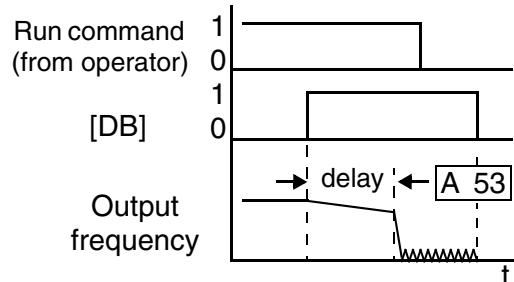 Run command
(from operator)
1
0
[DB]
1
0
delay
A 53
Output
frequency
t